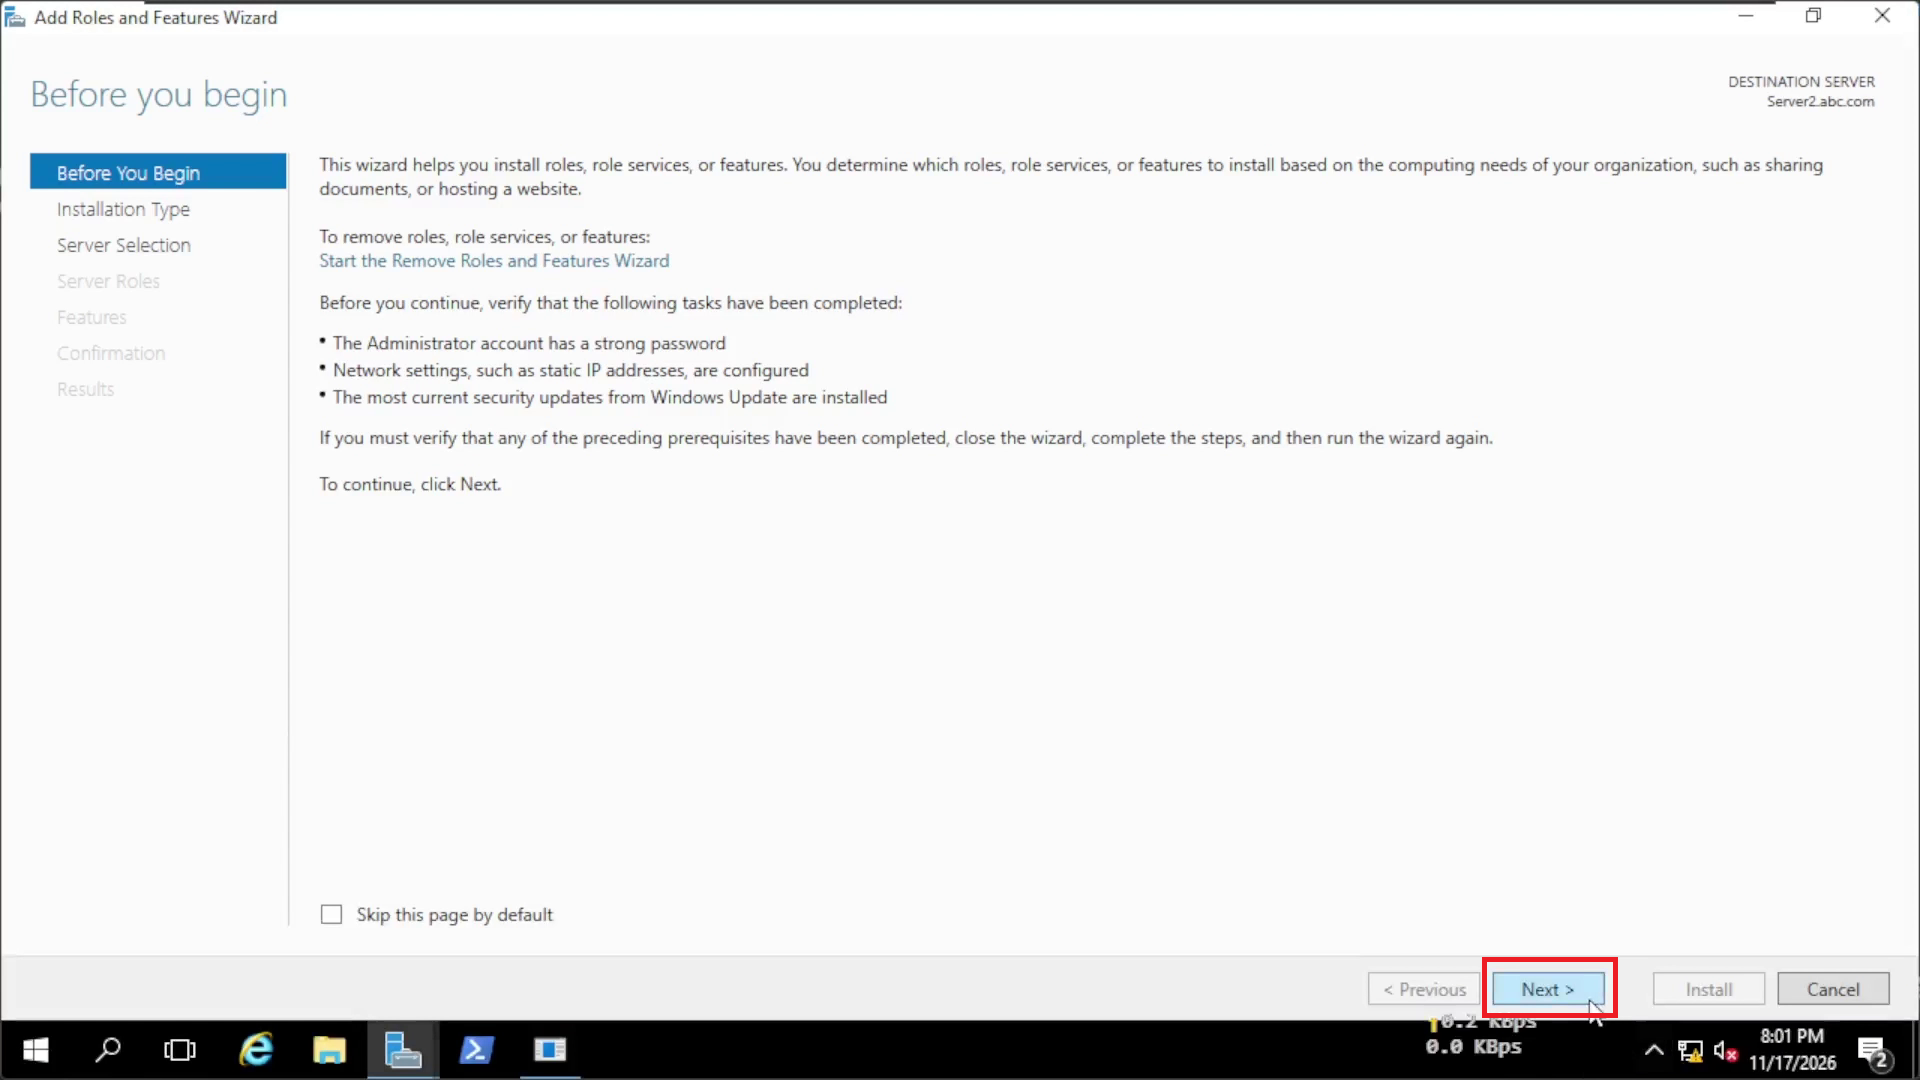 Add Roles and Features Wizard
Before you begin
DESTINATION SERVER
Server2.abc.com
Before You Begin
Installation Type
Server Selection
Server Roles
Features
Confirmation
Results
This wizard helps you install roles, role services, or features. You determine which roles, role services, or features to install based on the computing needs of your organization, such as sharing
documents, or hosting a website.
To remove roles, role services, or features:
Start the Remove Roles and Features Wizard
Before you continue, verify that the following tasks have been completed:
• The Administrator account has a strong password
• Network settings, such as static IP addresses, are configured
• The most current security updates from Windows Update are installed
If you must verify that any of the preceding prerequisites have been completed, close the wizard, complete the steps, and then run the wizard again.
To continue, click Next.
Skip this page by default
< Previous
Next >
Install
Cancel
0.2 KBps
0.0 KBps
8:01 PM
11/17/2026
2